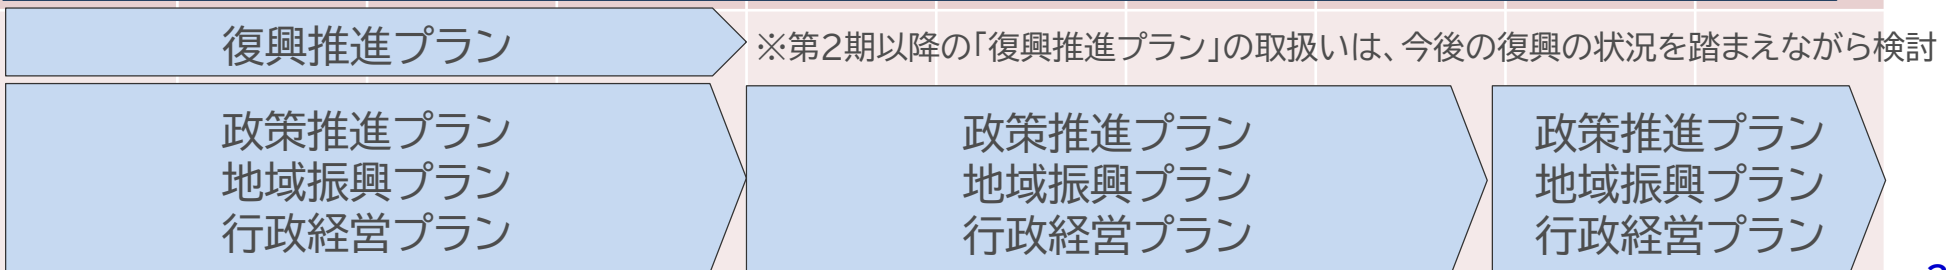 復興推進プラン
※第2期以降の「復興推進プラン」の取扱いは、今後の復興の状況を踏まえながら検討
政策推進プラン
地域振興プラン
行政経営プラン
政策推進プラン
地域振興プラン
行政経営プラン
政策推進プラン
地域振興プラン
行政経営プラン